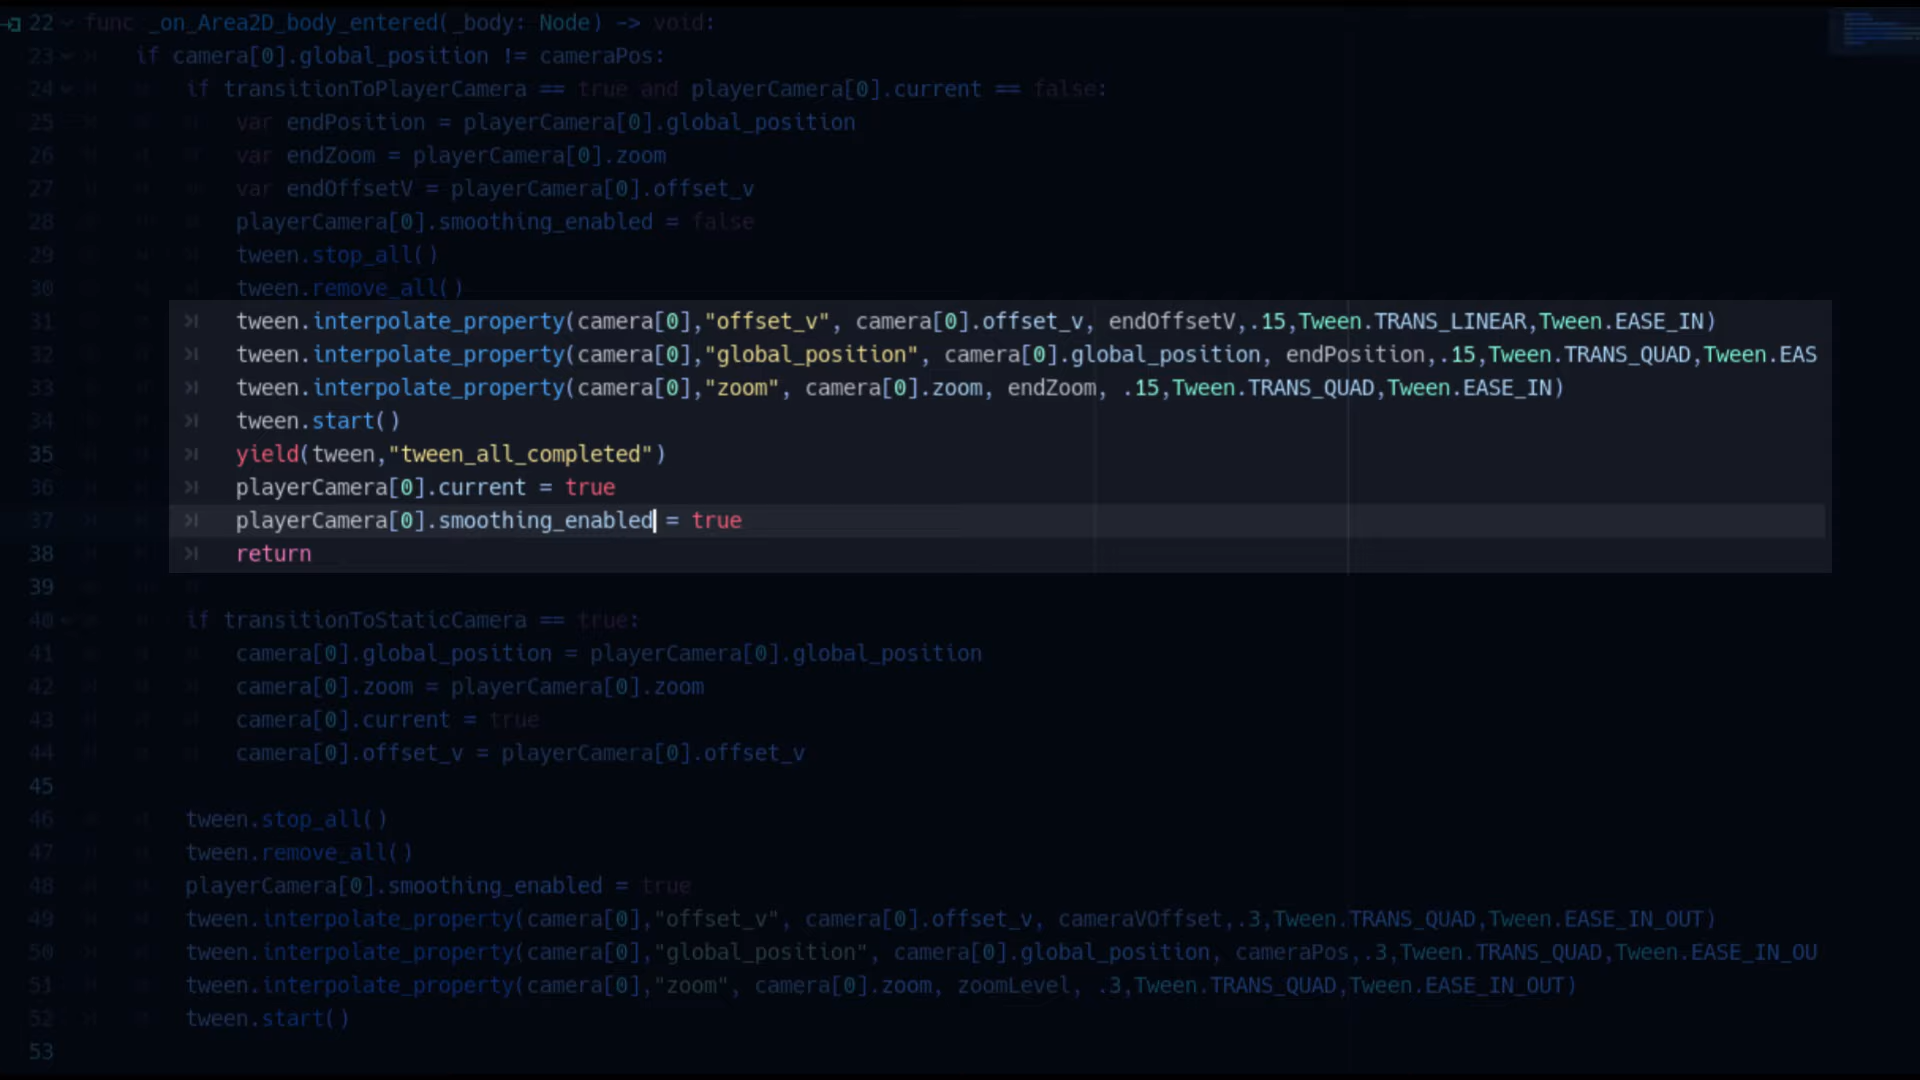 22 func _on_Area2D_body_entered(_body: Node) -> void:
23 if camera[0].global_position != cameraPos:
24 if transitionToPlayerCamera == true and playerCamera[0].current == false:
25 var endPosition = playerCamera[0].global_position
26 var endZoom = playerCamera[0].zoom
27 var endOffsetV = playerCamera[0].offset_v
28 playerCamera[0].smoothing_enabled = false
29 tween.stop_all()
30 tween.remove_all()
31 tween.interpolate_property(camera[0],"offset_v", camera[0].offset_v, endOffsetV,.15,Tween.TRANS_LINEAR,Tween.EASE_IN)
32 tween.interpolate_property(camera[0],"global_position", camera[0].global_position, endPosition,.15,Tween.TRANS_QUAD,Tween.EAS
33 tween.interpolate_property(camera[0],"zoom", camera[0].zoom, endZoom, .15,Tween.TRANS_QUAD,Tween.EASE_IN)
34 tween.start()
35 yield(tween,"tween_all_completed")
36 playerCamera[0].current = true
37 playerCamera[0].smoothing_enabled = true
38 return
39
40 if transitionToStaticCamera == true:
41 camera[0].global_position = playerCamera[0].global_position
42 camera[0].zoom = playerCamera[0].zoom
43 camera[0].current = true
44 camera[0].offset_v = playerCamera[0].offset_v
45
46 tween.stop_all()
47 tween.remove_all()
48 playerCamera[0].smoothing_enabled = true
49 tween.interpolate_property(camera[0],"offset_v", camera[0].offset_v, cameraVOffset,.3,Tween.TRANS_QUAD,Tween.EASE_IN_OUT)
50 tween.interpolate_property(camera[0],"global_position", camera[0].global_position, cameraPos,.3,Tween.TRANS_QUAD,Tween.EASE_IN_OU
51 tween.interpolate_property(camera[0],"zoom", camera[0].zoom, zoomLevel, .3,Tween.TRANS_QUAD,Tween.EASE_IN_OUT)
52 tween.start()
53